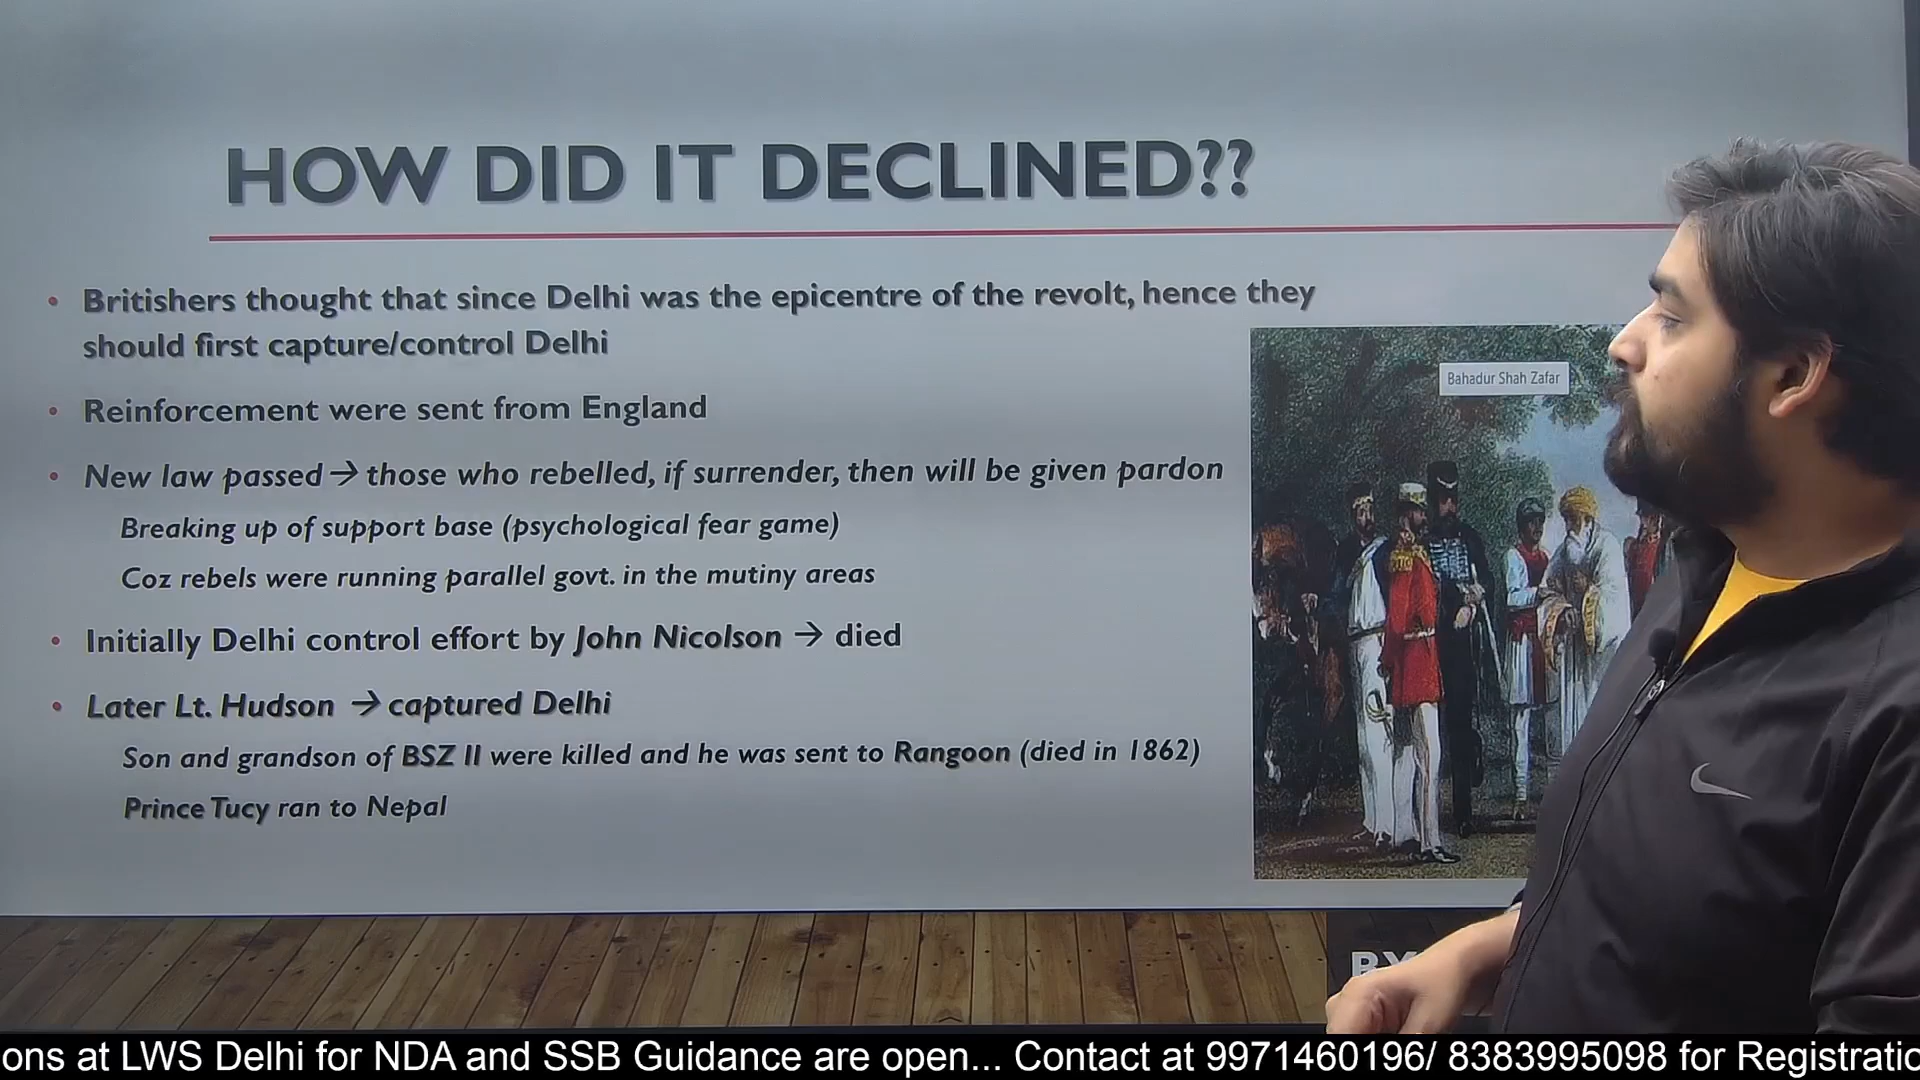 HOW DID IT DECLINED??
• Britishers thought that since Delhi was the epicentre of the revolt, hence they
should first capture/control Delhi
• Reinforcement were sent from England
• New law passed → those who rebelled, if surrender, then will be given pardon
Breaking up of support base (psychological fear game)
Coz rebels were running parallel govt. in the mutiny areas
• Initially Delhi control effort by John Nicolson → died
• Later Lt. Hudson → captured Delhi
Son and grandson of BSZ II were killed and he was sent to Rangoon (died in 1862)
Prince Tucy ran to Nepal
Bahadur Shah Zafar
BY
ons at LWS Delhi for NDA and SSB Guidance are open... Contact at 9971460196/ 8383995098 for Registratio